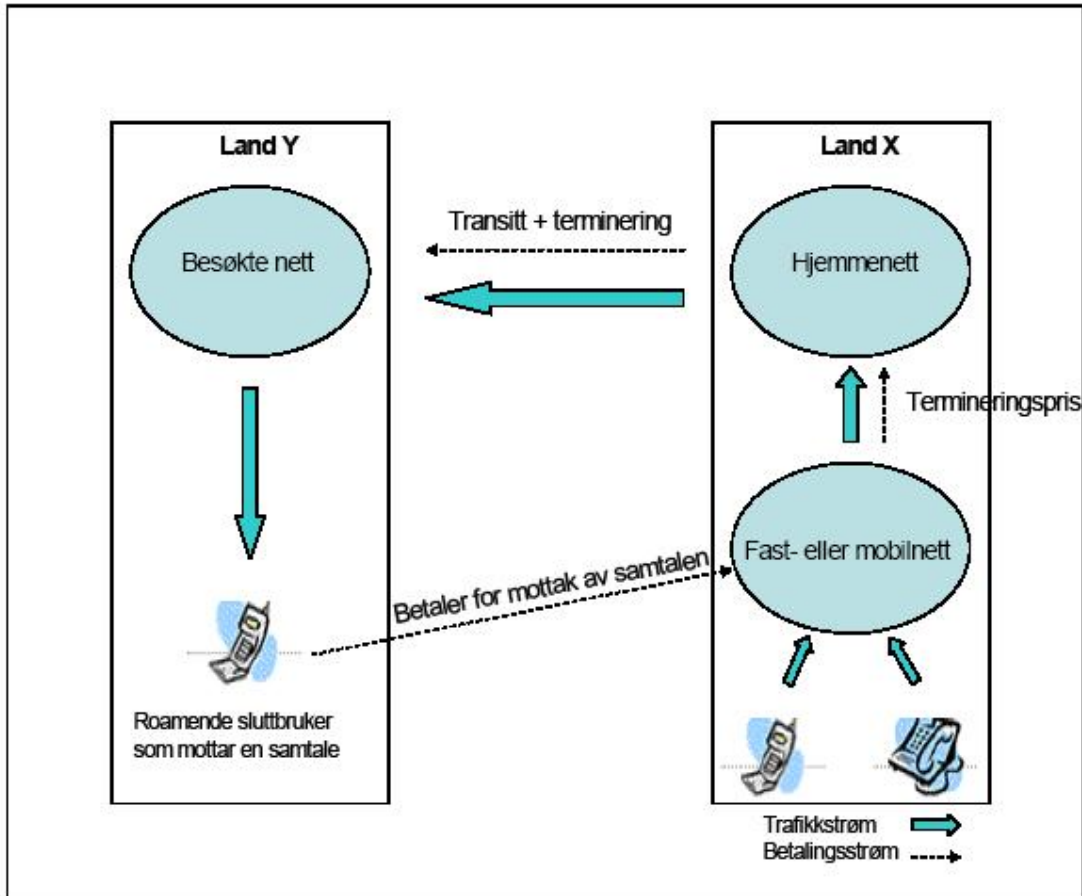 Land Y
Besøkte nett
Roamende sluttbruker
som mottar en samtale
Transitt + terminering
Betaler for mottak av samtalen
Land X
Hjemmenett
Termineringspris
Fast- eller mobilnett
Trafikkstrøm
Betalingsstrøm